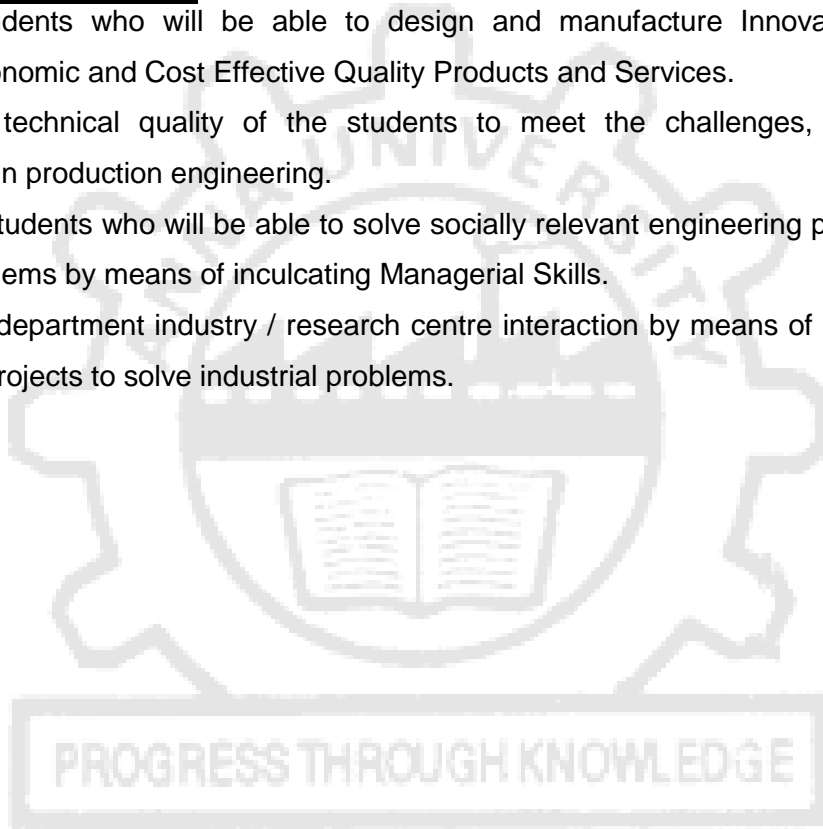 dents who will be able to design and manufacture Innova
onomic and Cost Effective Quality Products and Services.
technical quality of the students to meet the challenges,
n production engineering.
tudents who will be able to solve socially relevant engineering p
ems by means of inculcating Managerial Skills.
department industry / research centre interaction by means of
rojects to solve industrial problems.
ANNA UNIVERSITY
PROGRESS THROUGH KNOWLEDGE